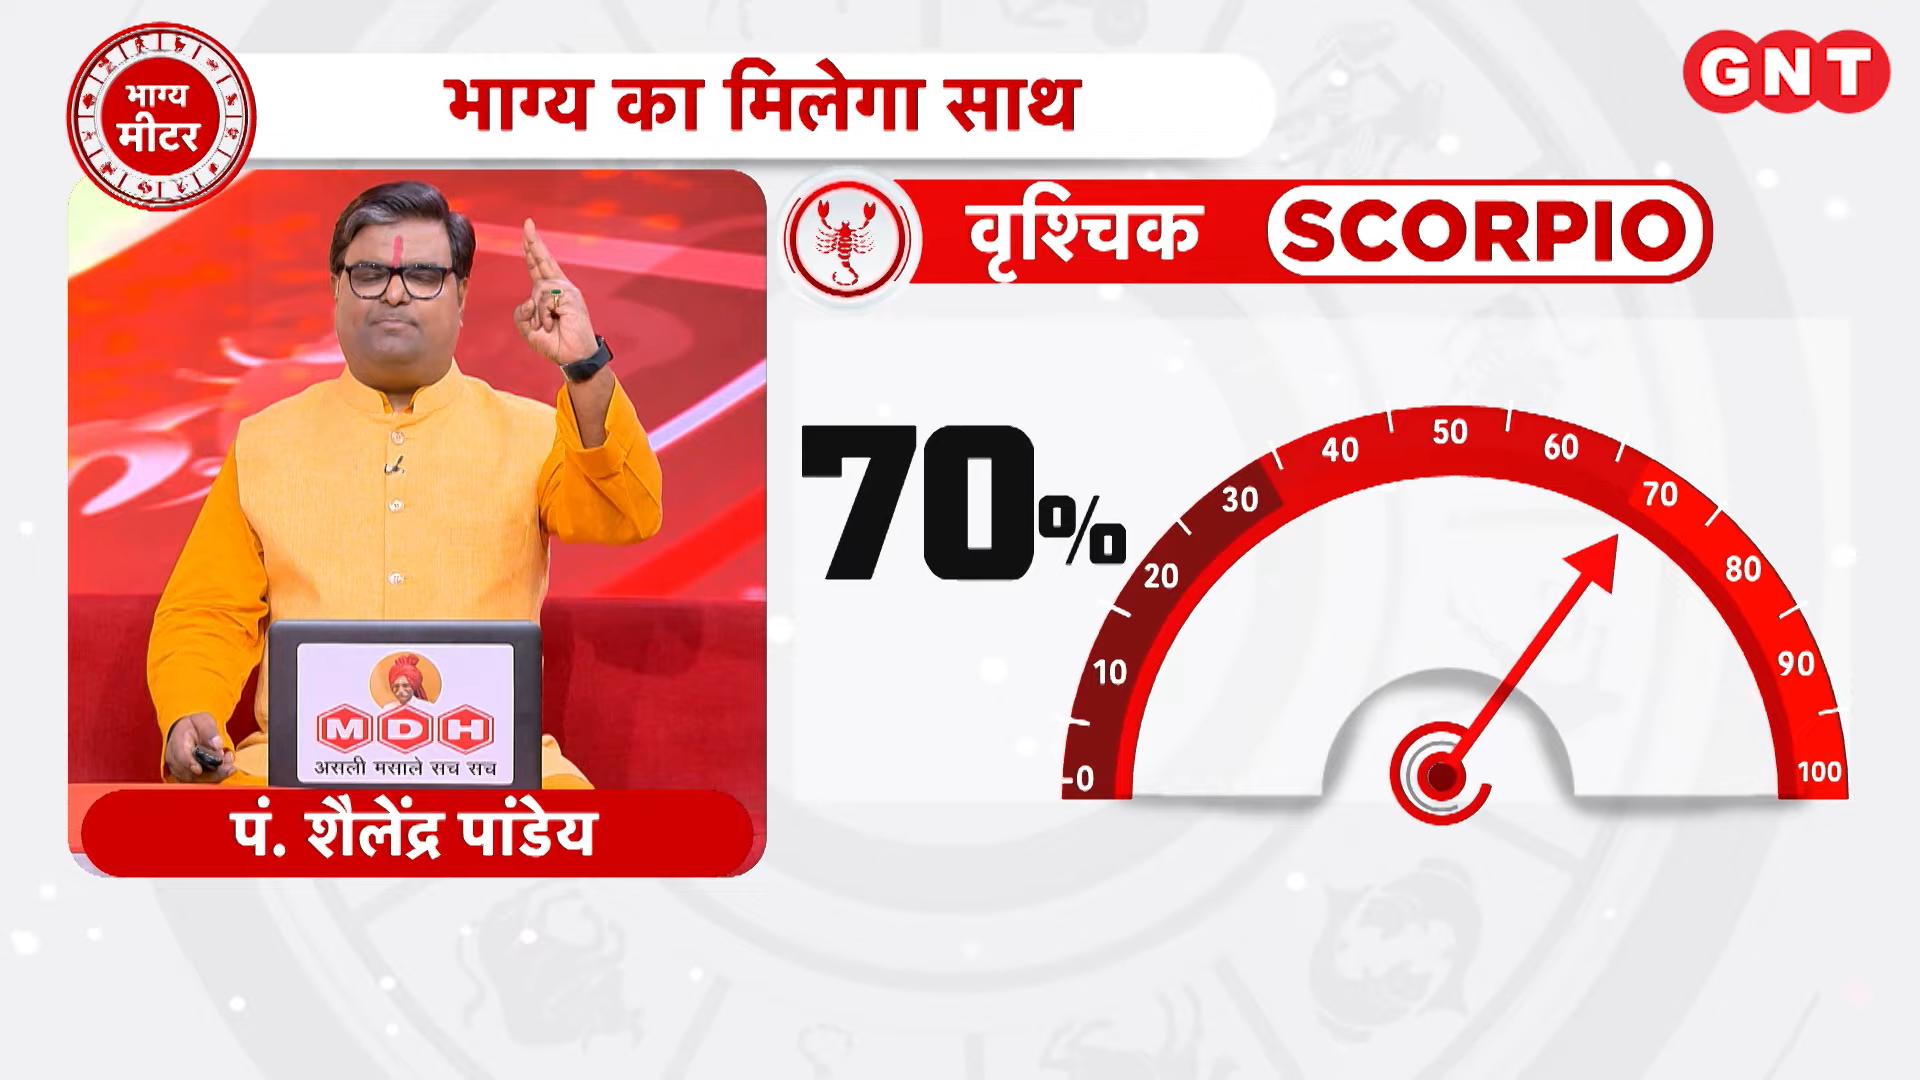 भाग्य
मीटर
भाग्य का मिलेगा साथ
GNT
वृश्चिक
SCORPIO
70%
0
10
20
30
40
50
60
70
80
90
100
MDH
असली मसाले सच सच
पं. शैलेंद्र पांडेय